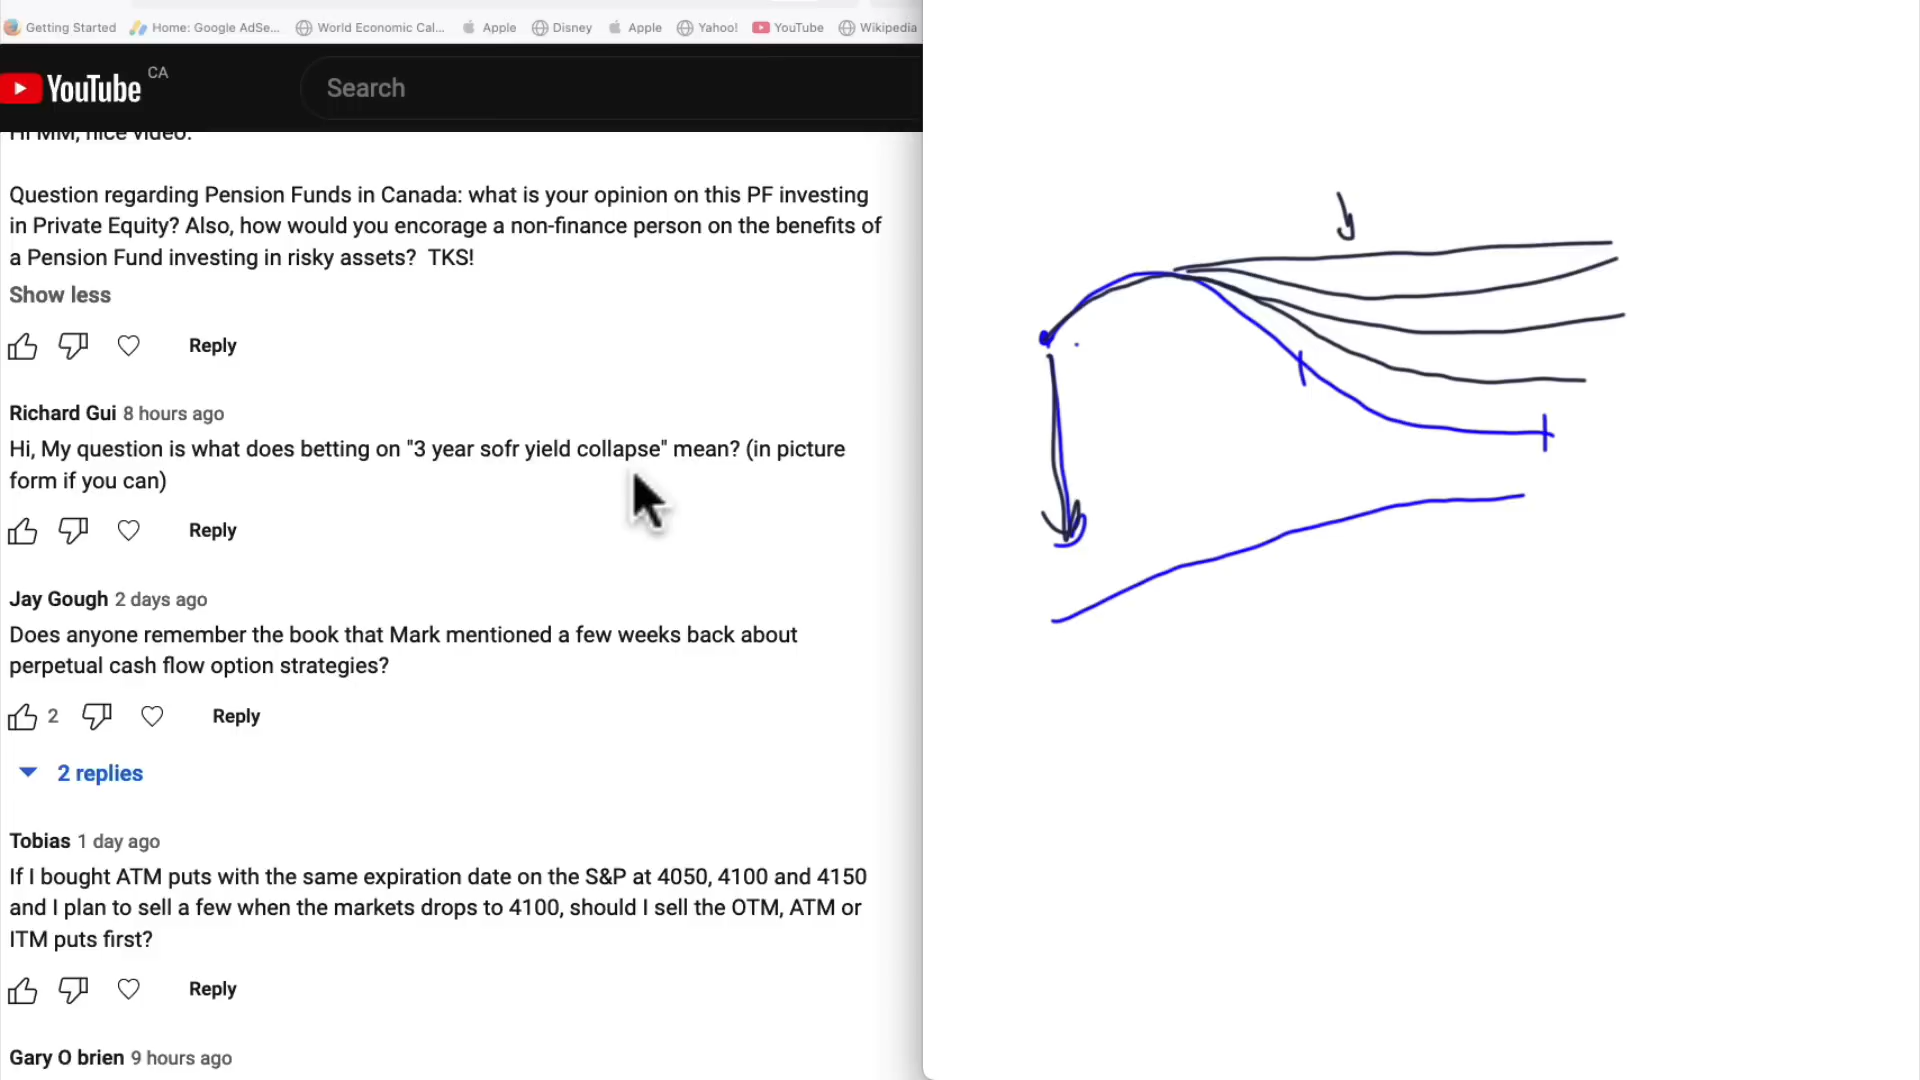 Getting Started Home: Google AdSe... World Economic Cal... Apple Disney Apple Yahoo! YouTube Wikipedia
YouTube CA
Search
Hi MM, nice video.
Question regarding Pension Funds in Canada: what is your opinion on this PF investing
in Private Equity? Also, how would you encorage a non-finance person on the benefits of
a Pension Fund investing in risky assets? TKS!
Show less
Reply
Richard Gui 8 hours ago
Hi, My question is what does betting on "3 year sofr yield collapse" mean? (in picture
form if you can)
Reply
Jay Gough 2 days ago
Does anyone remember the book that Mark mentioned a few weeks back about
perpetual cash flow option strategies?
2 Reply
2 replies
Tobias 1 day ago
If I bought ATM puts with the same expiration date on the S&P at 4050, 4100 and 4150
and I plan to sell a few when the markets drops to 4100, should I sell the OTM, ATM or
ITM puts first?
Reply
Gary O brien 9 hours ago